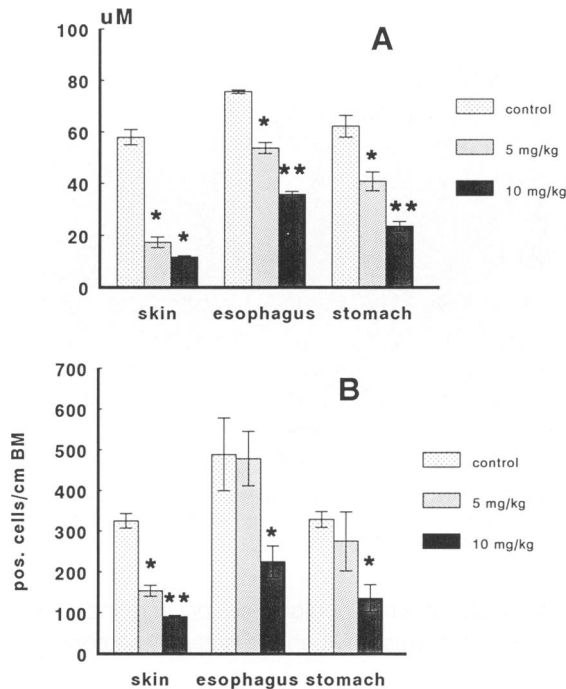 uM
A
100
80
60
40
20
0
* * * ** * **
skin esophagus stomach
control
5 mg/kg
10 mg/kg
B
pos. cells/cm BM
700
600
500
400
300
200
100
0
* ** * *
skin esophagus stomach
control
5 mg/kg
10 mg/kg